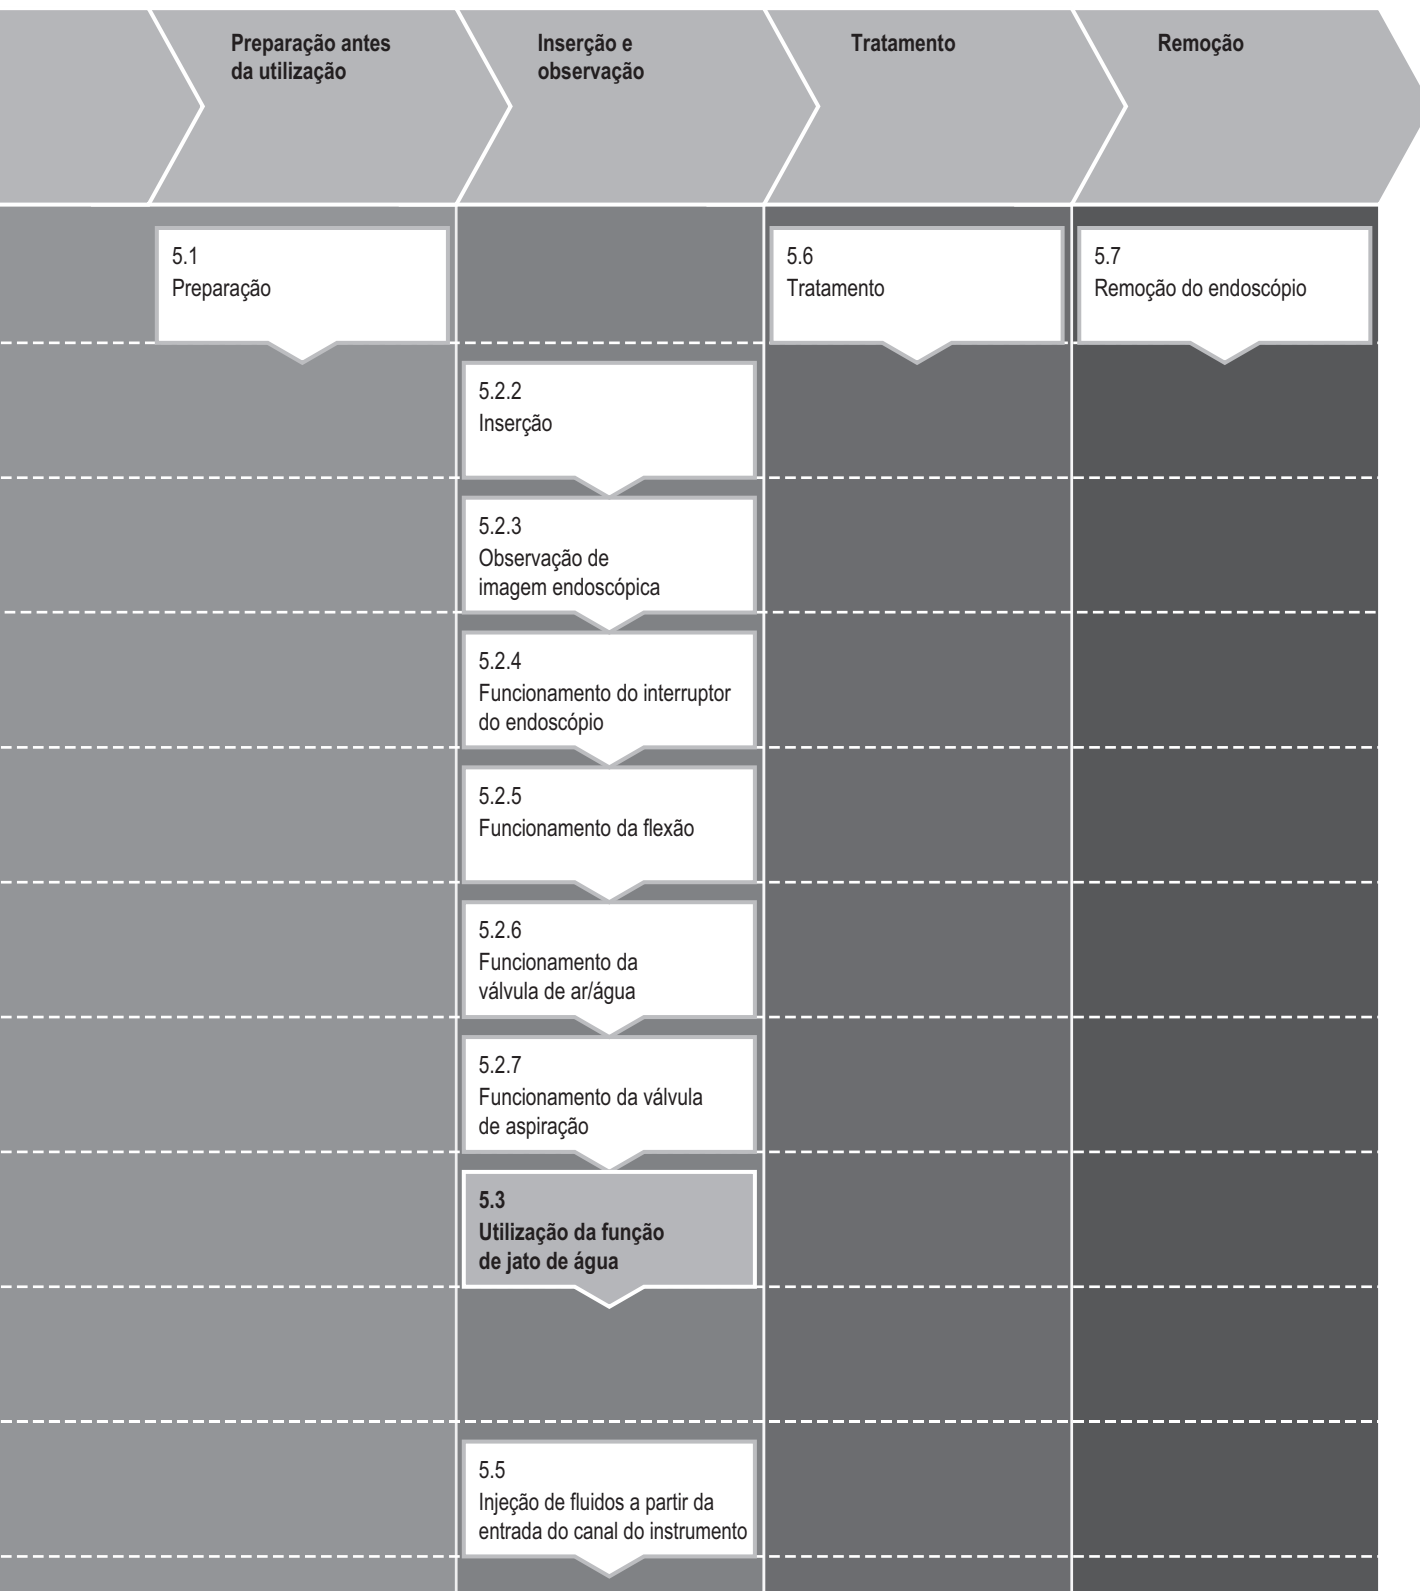 Preparação antes
da utilização
Inserção e
observação
Tratamento
Remoção
5.1
Preparação
5.6
Tratamento
5.7
Remoção do endoscópio
5.2.2
Inserção
5.2.3
Observação de
imagem endoscópica
5.2.4
Funcionamento do interruptor
do endoscópio
5.2.5
Funcionamento da flexão
5.2.6
Funcionamento da
válvula de ar/água
5.2.7
Funcionamento da válvula
de aspiração
5.3
Utilização da função
de jato de água
5.5
Injeção de fluidos a partir da
entrada do canal do instrumento